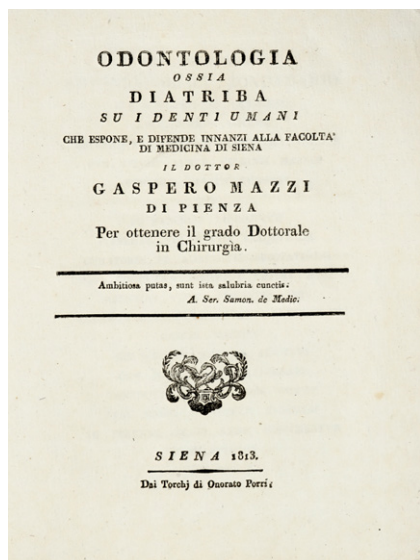 ODONTOLOGIA
OSSIA
DIATRIBA
SU I DENTI UMANI
CHE ESPONE, E DIFENDE INNANZI ALLA FACOLTA'
DI MEDICINA DI SIENA
IL DOTTOR
GASPERO MAZZI
DI PIENZA
Per ottenere il grado Dottorale
in Chirurgìa.
Ambitiosa putas, sunt ista salubria cunctis.
A. Ser. Samon. de Medic.
SIENA 1813.
Dai Torchj di Onorato Porri.